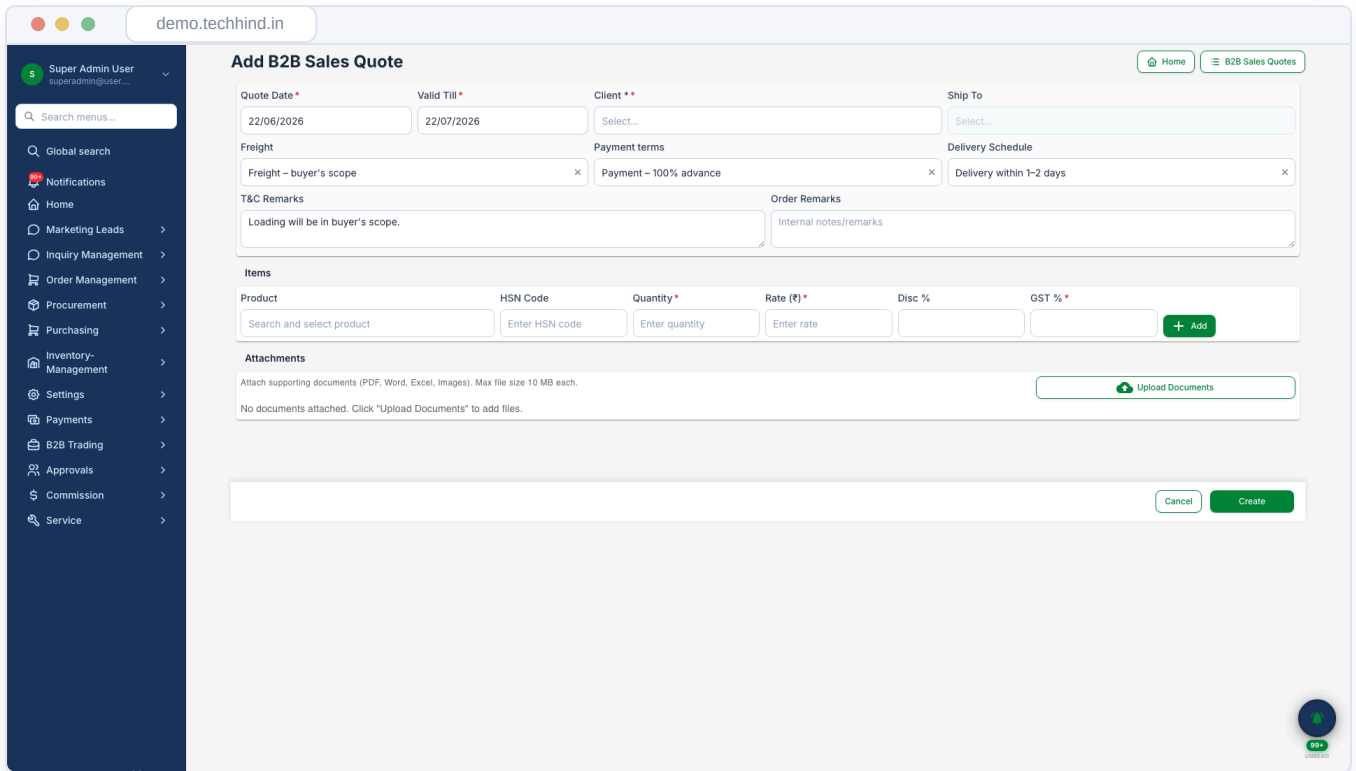 demo.techhind.in
S
Super Admin User
superadmin@user....
Search menus...
Global search
99+
Notifications
Home
Marketing Leads
Inquiry Management
Order Management
Procurement
Purchasing
Inventory-
Management
Settings
Payments
B2B Trading
Approvals
Commission
Service
Add B2B Sales Quote
Home
B2B Sales Quotes
Quote Date * Valid Till * Client * * Ship To
22/06/2026 22/07/2026 Select... Select...
Freight Payment terms Delivery Schedule
Freight – buyer's scope × Payment – 100% advance × Delivery within 1–2 days ×
T&C Remarks Order Remarks
Loading will be in buyer's scope. Internal notes/remarks
Items
Product HSN Code Quantity * Rate (₹) * Disc % GST % *
Search and select product Enter HSN code Enter quantity Enter rate + Add
Attachments
Attach supporting documents (PDF, Word, Excel, Images). Max file size 10 MB each.
Upload Documents
No documents attached. Click "Upload Documents" to add files.
Cancel Create
99+
UNREAD